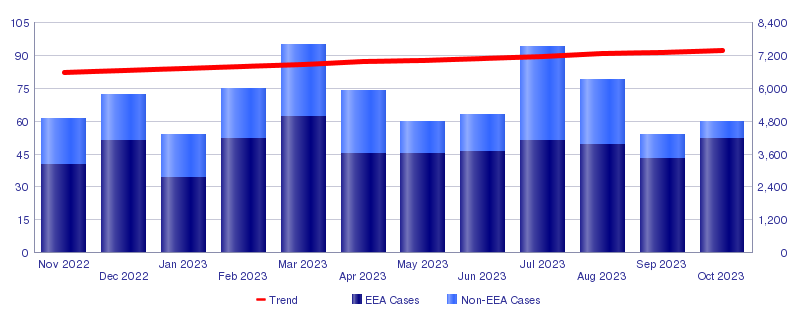 105 8,400
90 7,200
75 6,000
60 4,800
45 3,600
30 2,400
15 1,200
0 0
Nov 2022 Jan 2023 Mar 2023 May 2023 Jul 2023 Sep 2023
Dec 2022 Feb 2023 Apr 2023 Jun 2023 Aug 2023 Oct 2023
Trend EEA Cases Non-EEA Cases